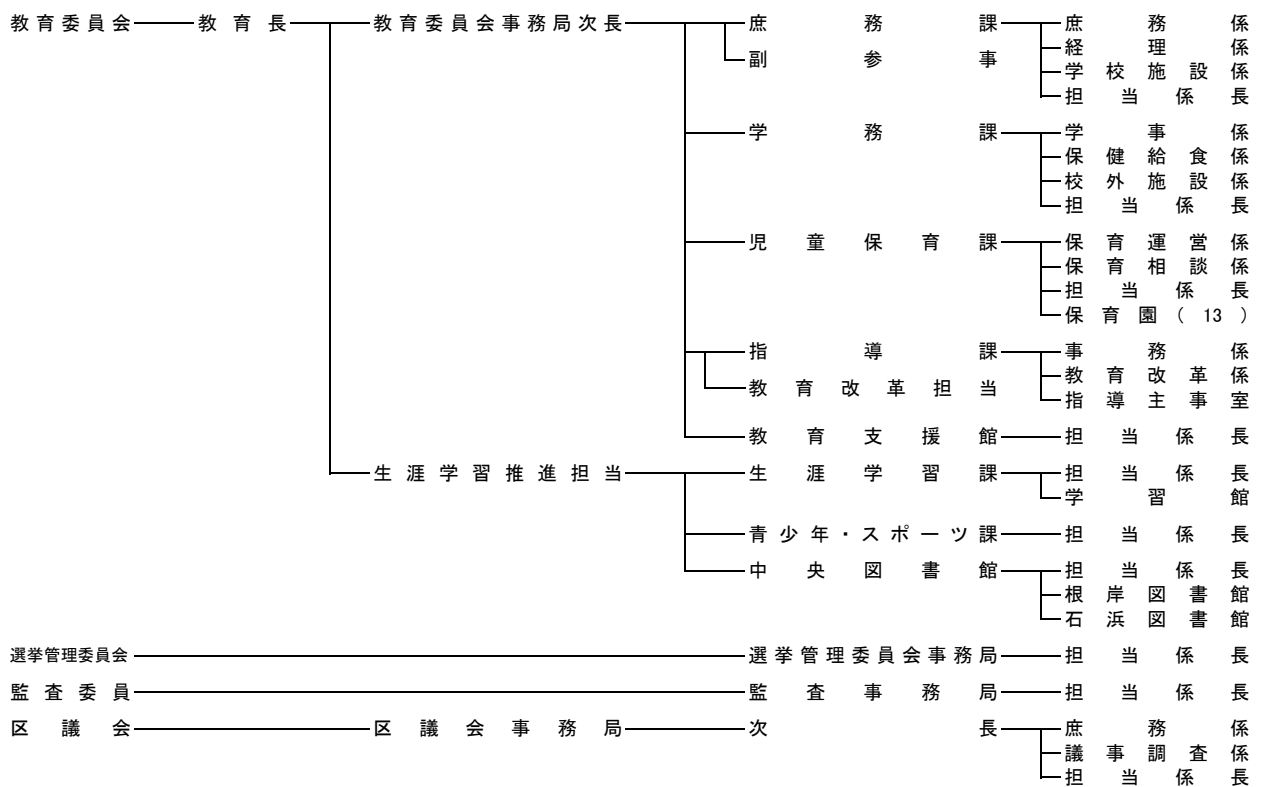 教育委員会 教育長 教育委員会事務局次長 庶務課 庶務係
経理係
副参事
学校施設係
担当係長
学務課 学事係
保健給食係
校外施設係
担当係長
児童保育課 保育運営係
保育相談係
担当係長
保育園(13)
指導課 事務係
教育改革係
教育改革担当
指導主事室
教育支援館 担当係長
生涯学習推進担当 生涯学習課 担当係長
学習館
青少年・スポーツ課 担当係長
中央図書館 担当係長
根岸図書館
石浜図書館
選挙管理委員会 選挙管理委員会事務局 担当係長
監査委員 監査事務局 担当係長
区議会 区議会事務局 次長 庶務係
議事調査係
担当係長